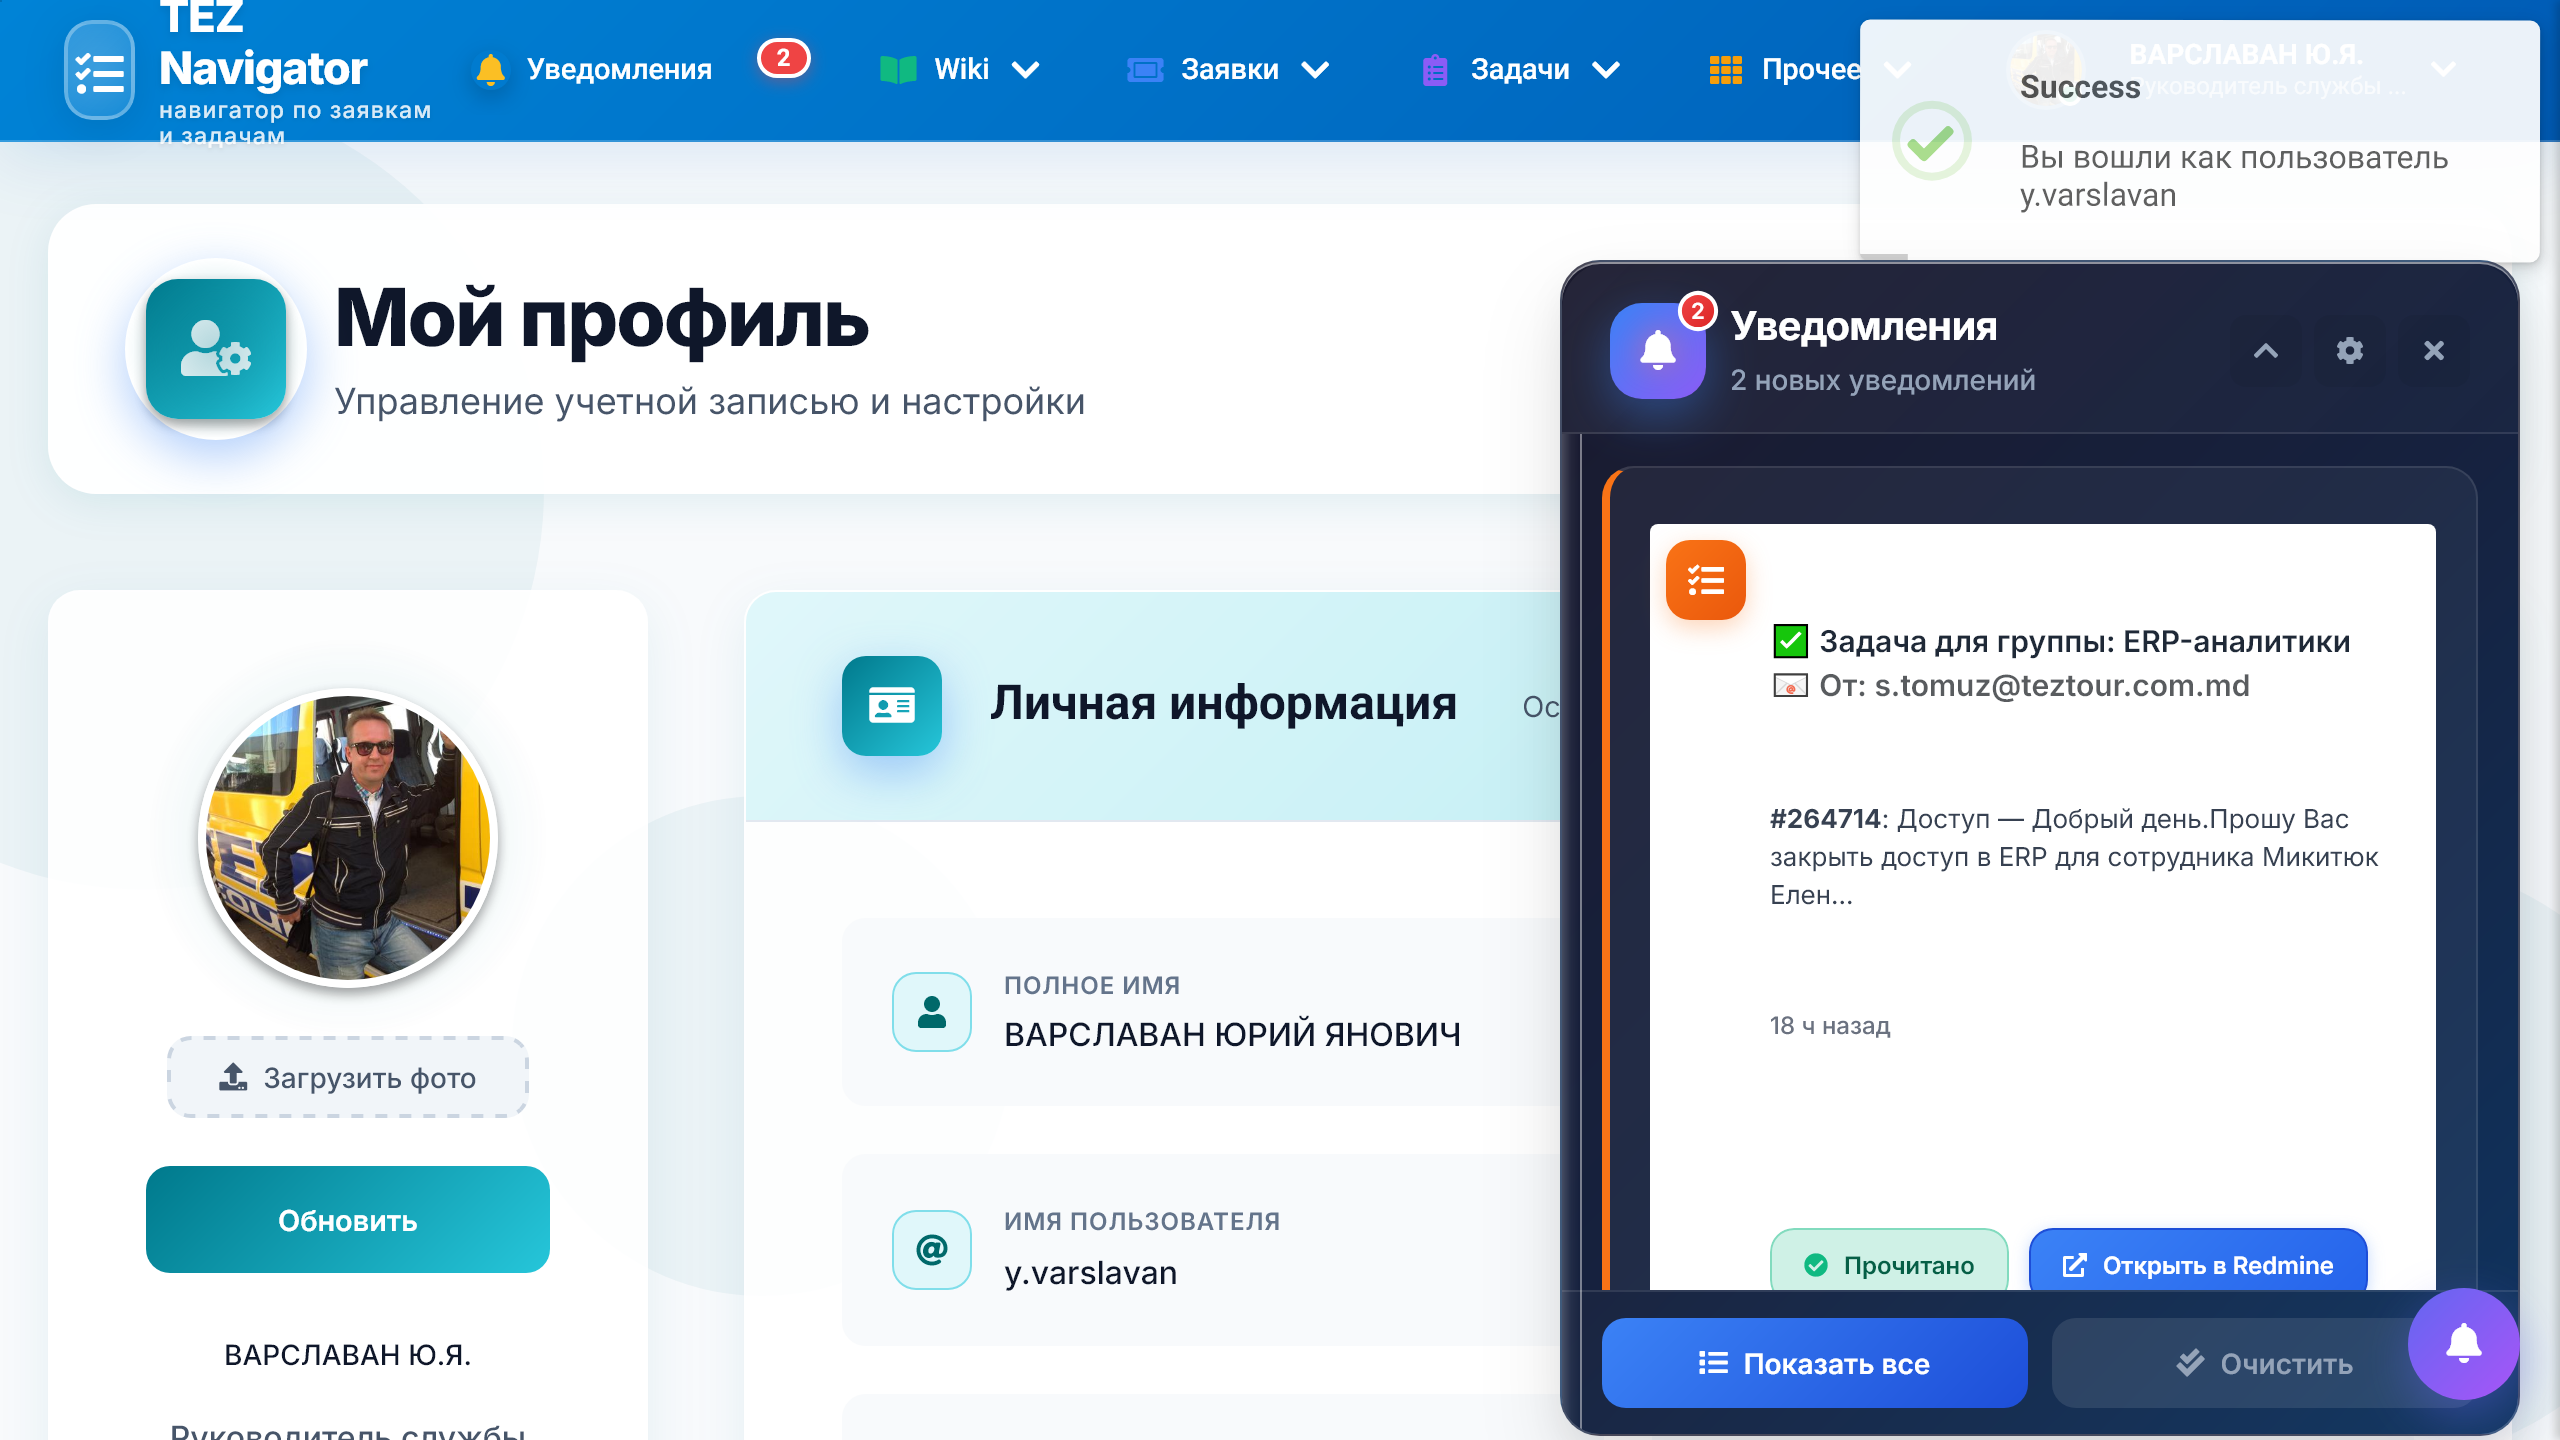 TEZ
Navigator
навигатор по заявкам
и задачам
Уведомления
2
Wiki
Заявки
Задачи
Прочее
ВАРСЛАВАН Ю.Я.
Руководитель службы ...
Success
Вы вошли как пользователь
y.varslavan
Мой профиль
Управление учетной записью и настройки
Загрузить фото
Обновить
ВАРСЛАВАН Ю.Я.
Руководитель службы
Личная информация
Ос
ПОЛНОЕ ИМЯ
ВАРСЛАВАН ЮРИЙ ЯНОВИЧ
ИМЯ ПОЛЬЗОВАТЕЛЯ
@
y.varslavan
2
Уведомления
2 новых уведомлений
✅ Задача для группы: ERP-аналитики
От: s.tomuz@teztour.com.md
#264714: Доступ — Добрый день.Прошу Вас
закрыть доступ в ERP для сотрудника Микитюк
Елен...
18 ч назад
Прочитано
Открыть в Redmine
Показать все
Очистить